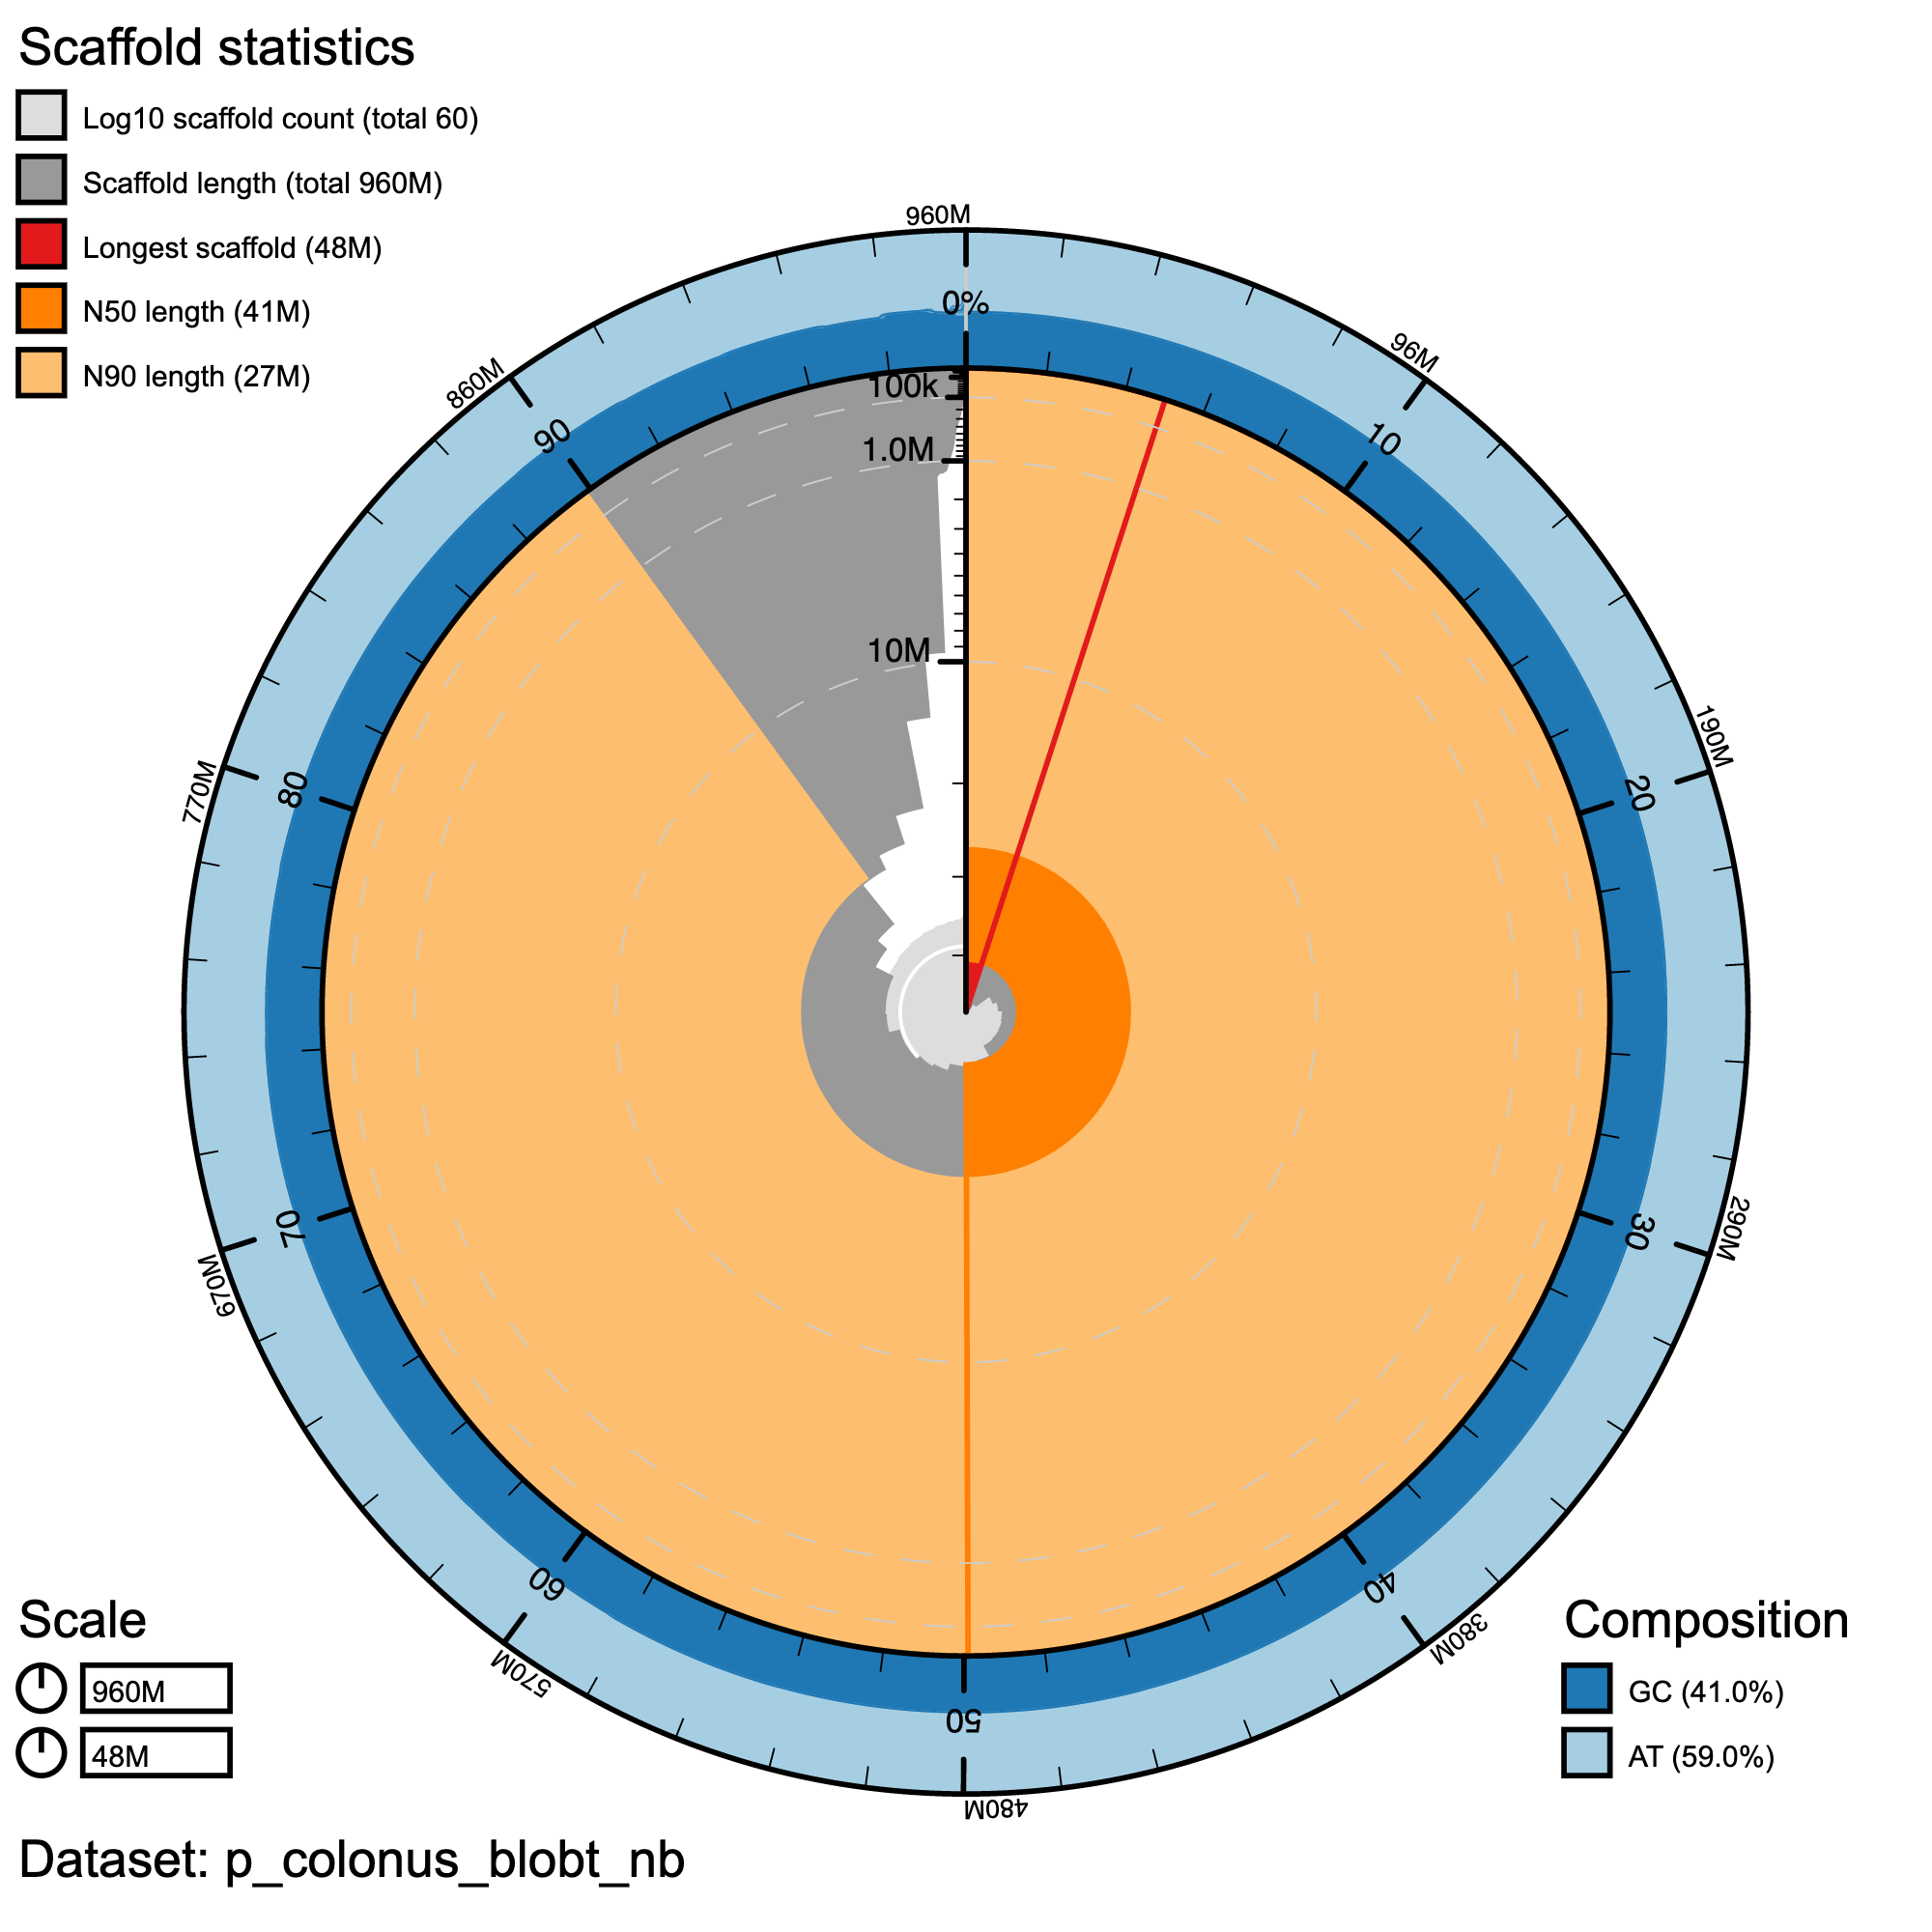 Scaffold statistics
Log10 scaffold count (total 60)
Scaffold length (total 960M)
Longest scaffold (48M)
N50 length (41M)
N90 length (27M)
960M
0%
96M
10
190M
20
290M
30
380M
40
480M
50
570M
60
670M
70
770M
80
860M
90
100k
1.0M
10M
Scale
960M
48M
Composition
GC (41.0%)
AT (59.0%)
Dataset: p_colonus_blobt_nb